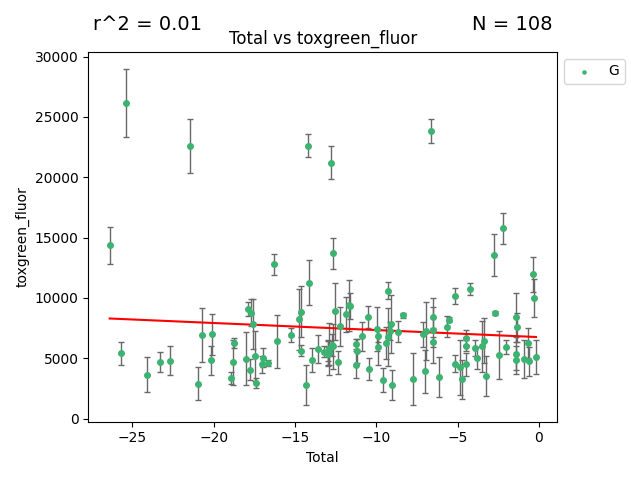 r^2 = 0.01
N = 108
Total vs toxgreen_fluor
G
toxgreen_fluor
30000
25000
20000
15000
10000
5000
0
−25
−20
−15
−10
−5
0
Total